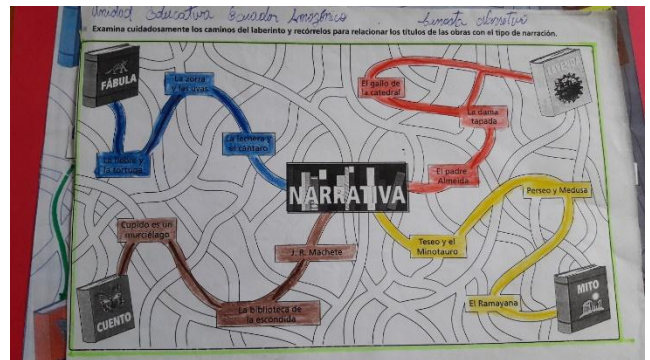 Unidad Educativa Ecuador Amazónico
Examina cuidadosamente los caminos del laberinto y recórrelos para relacionar los títulos de las obras con el tipo de narración.
FÁBULA
La zorra
y las uvas
El gallo de
la catedral
LEYENDA
La dama
tapada
La lechera y
el cántaro
La liebre y
la tortuga
El padre
Almeida
NARRATIVA
Perseo y Medusa
Cupido es un
murciélago
Teseo y el
Minotauro
J. R. Machete
El Ramayana
MITO
La biblioteca de
la escondida
CUENTO